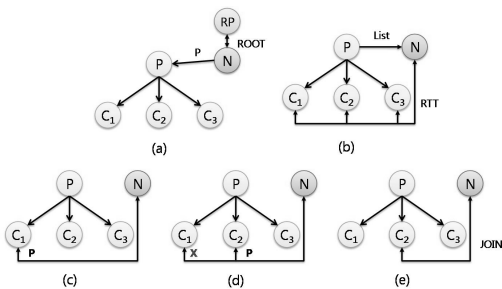 RP
ROOT
P
P
N
C₁ C₂ C₃
(a)
List
P
N
C₁ C₂ C₃
RTT
(b)
P
N
C₁ C₂ C₃
P
(c)
P
N
C₁ C₂ C₃
X P
(d)
P
N
C₁ C₂ C₃
JOIN
(e)